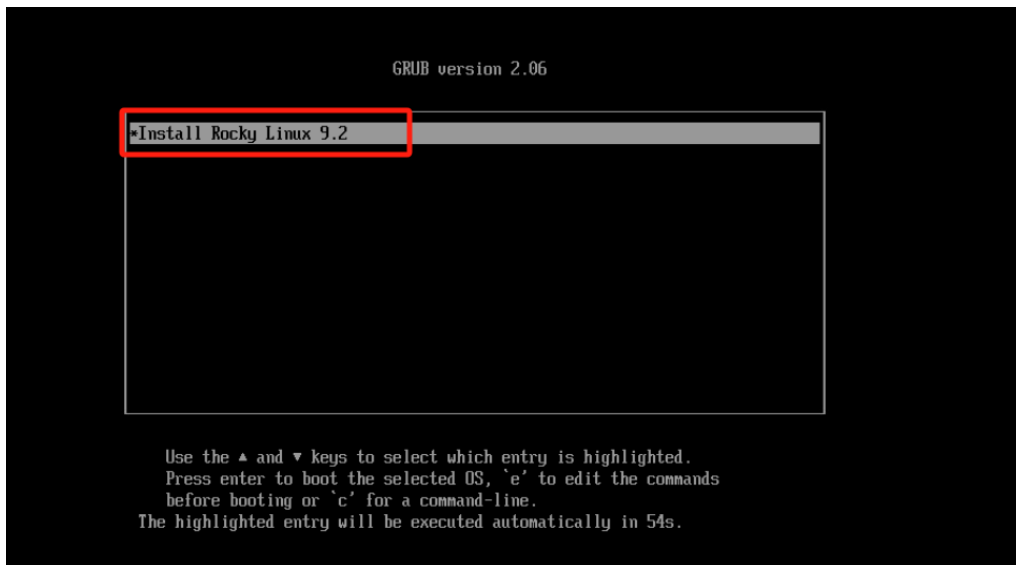 GRUB version 2.06
*Install Rocky Linux 9.2
Use the ▲ and ▼ keys to select which entry is highlighted.
Press enter to boot the selected OS, `e' to edit the commands
before booting or `c' for a command-line.
The highlighted entry will be executed automatically in 54s.